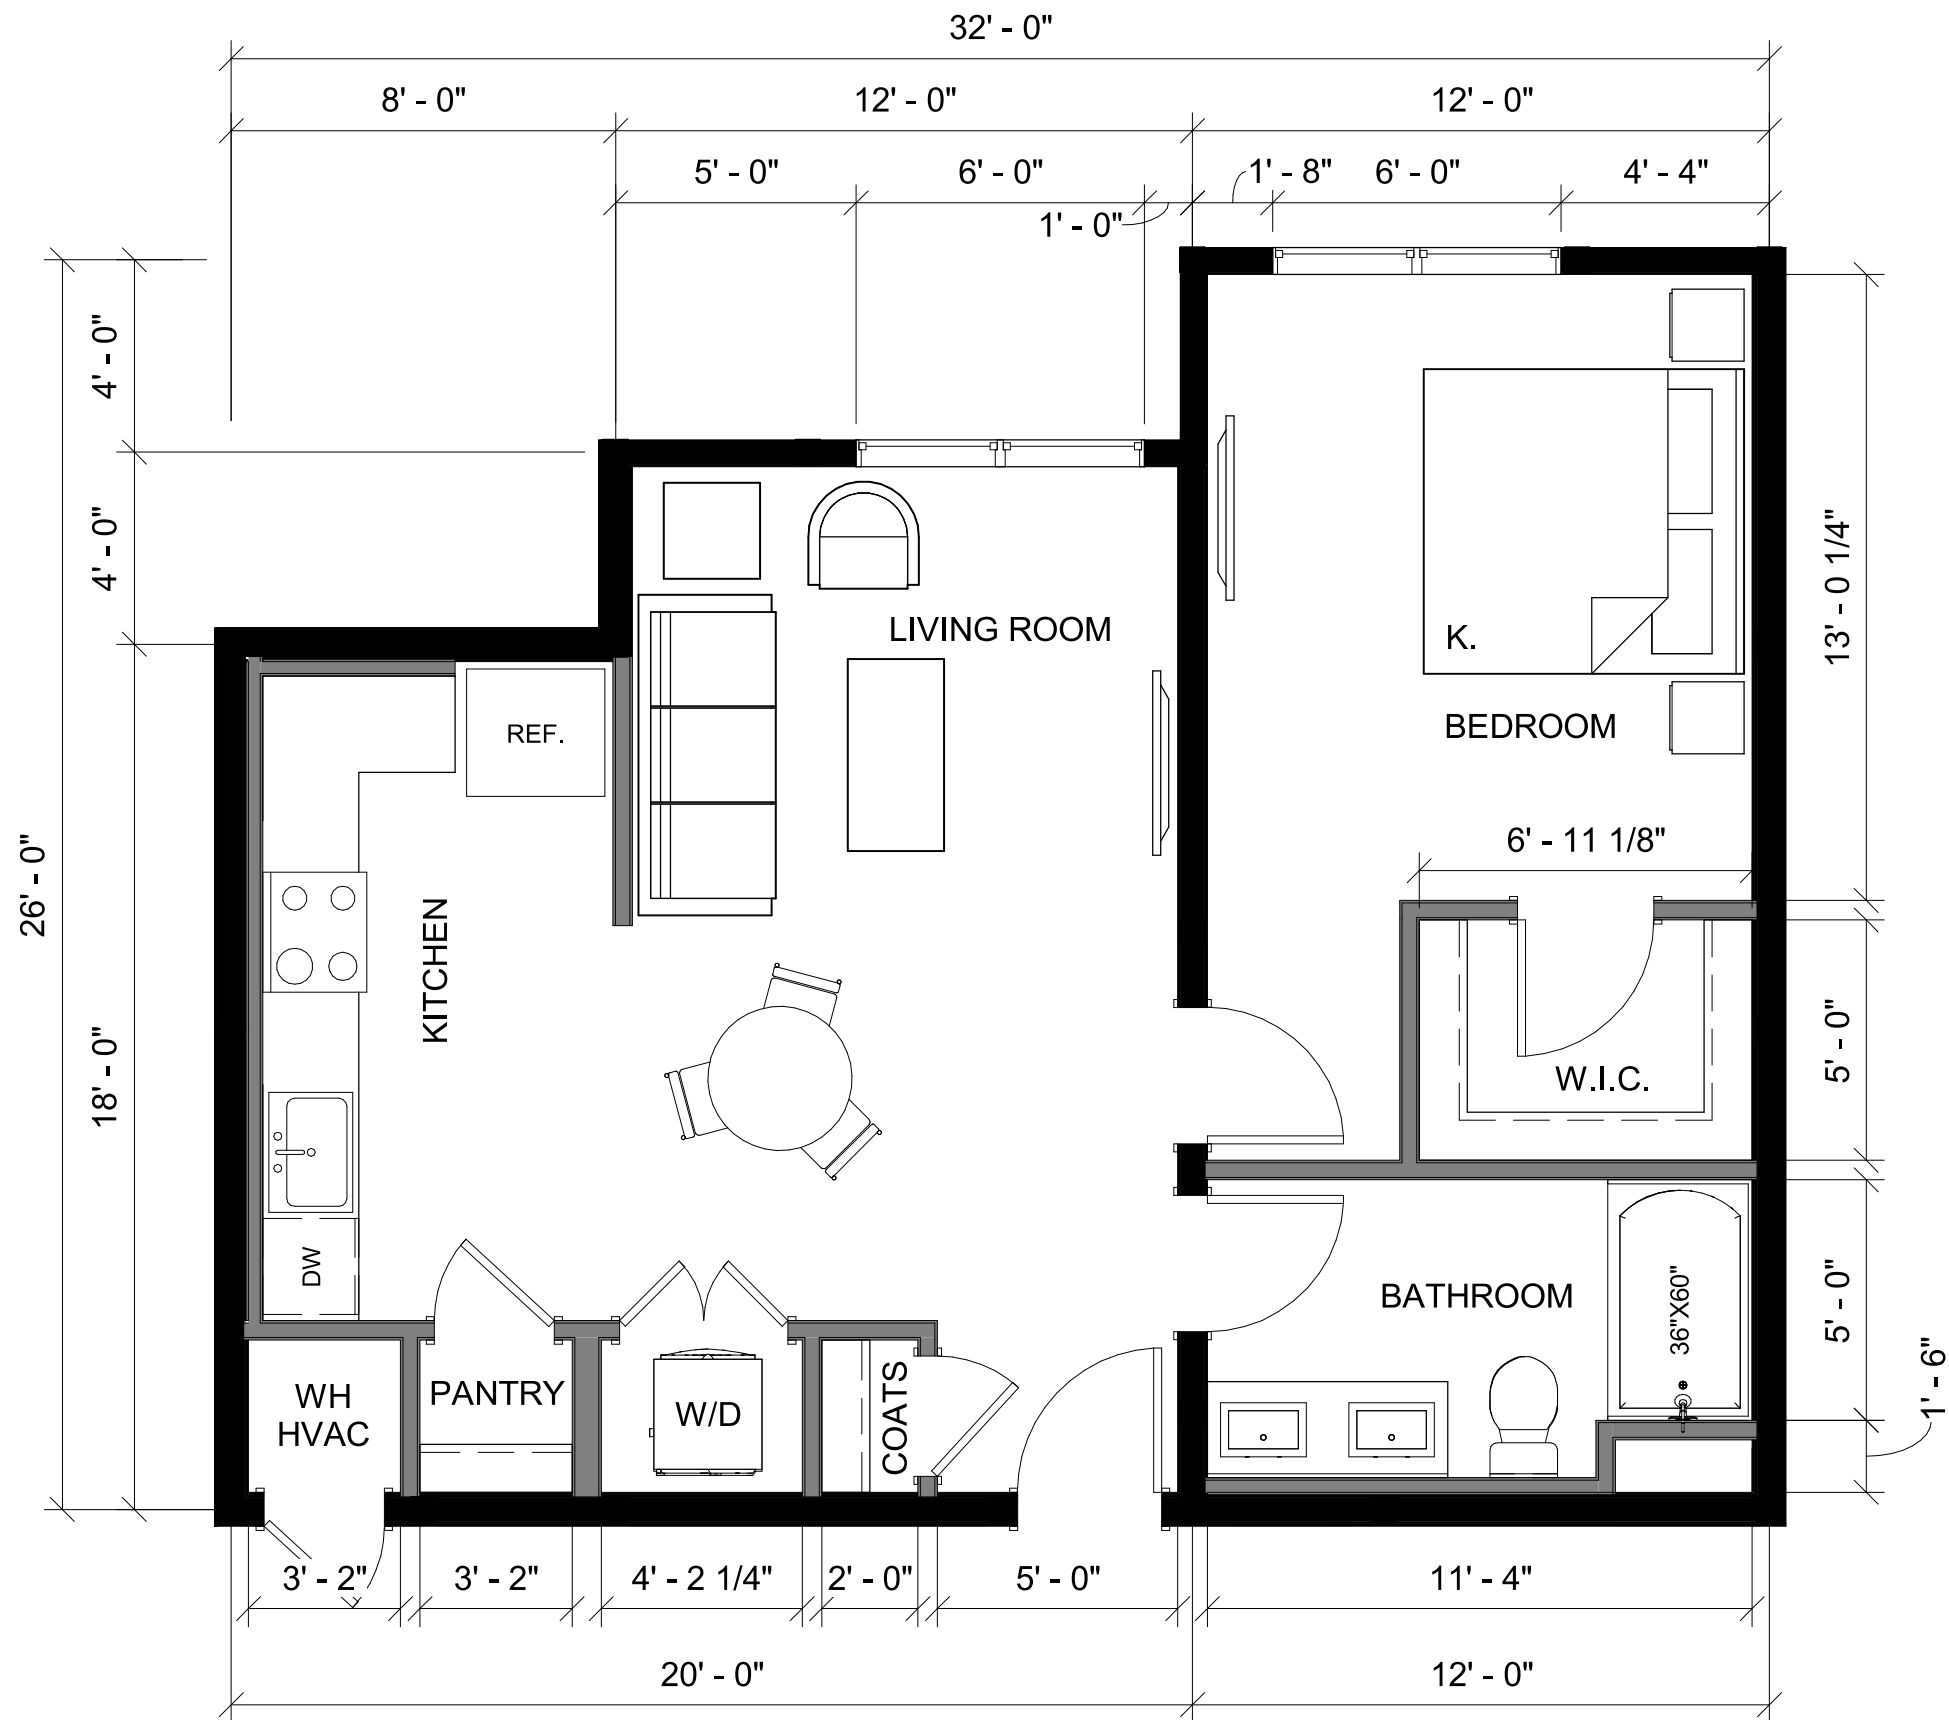 32' - 0"
8' - 0"
12' - 0"
12' - 0"
5' - 0"
6' - 0"
1' - 8"
6' - 0"
4' - 4"
1' - 0"
4' - 0"
4' - 0"
18' - 0"
26' - 0"
LIVING ROOM
K.
BEDROOM
REF.
KITCHEN
6' - 11 1/8"
13' - 0 1/4"
W.I.C.
5' - 0"
DW
BATHROOM
36"X60"
5' - 0"
1' - 6"
WH
HVAC
PANTRY
W/D
COATS
3' - 2"
3' - 2"
4' - 2 1/4"
2' - 0"
5' - 0"
11' - 4"
20' - 0"
12' - 0"